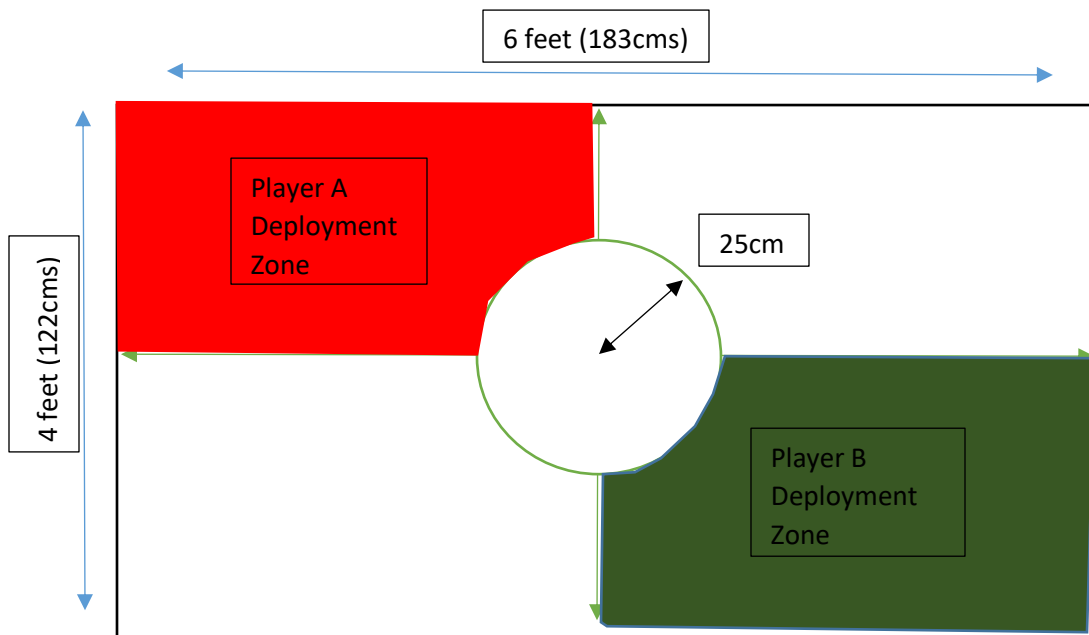 6 feet (183cms)
Player A
Deployment
Zone
25cm
4 feet (122cms)
Player B
Deployment
Zone